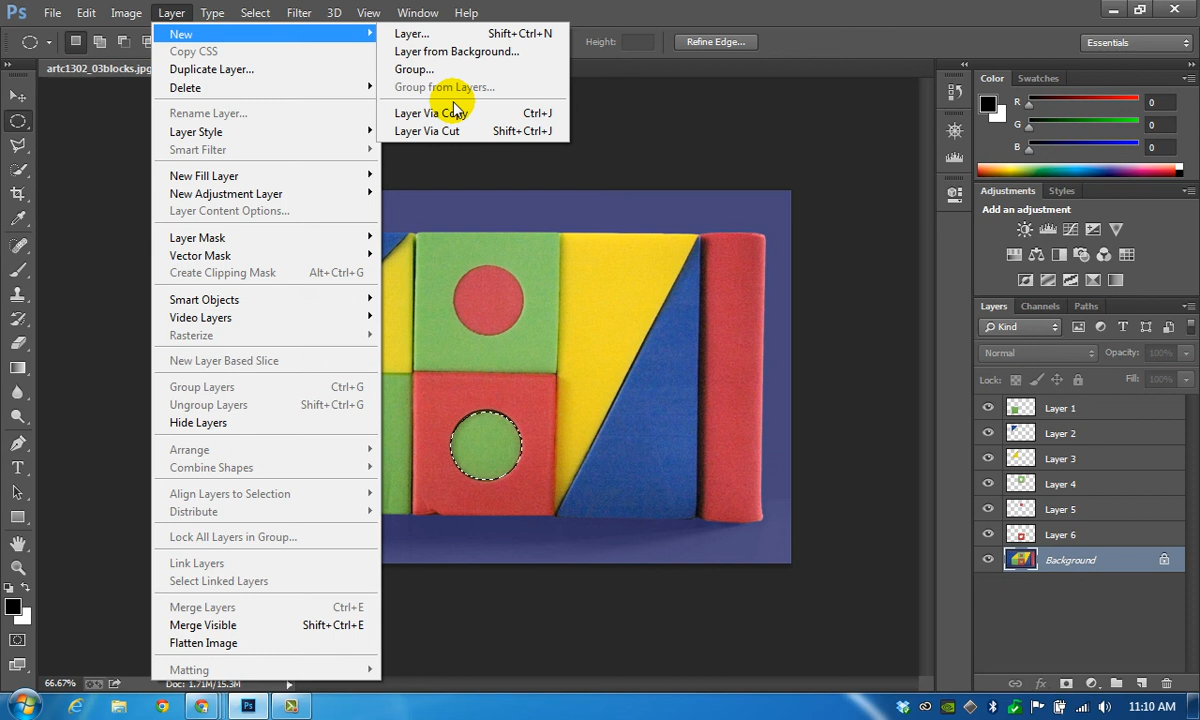 Ps File Edit Image Layer Type Select Filter 3D View Window Help
Height: Refine Edge... Essentials
artc1302_03blocks.jpg
New
Copy CSS
Duplicate Layer...
Delete
Rename Layer...
Layer Style
Smart Filter
New Fill Layer
New Adjustment Layer
Layer Content Options...
Layer Mask
Vector Mask
Create Clipping Mask Alt+Ctrl+G
Smart Objects
Video Layers
Rasterize
New Layer Based Slice
Group Layers Ctrl+G
Ungroup Layers Shift+Ctrl+G
Hide Layers
Arrange
Combine Shapes
Align Layers to Selection
Distribute
Lock All Layers in Group...
Link Layers
Select Linked Layers
Merge Layers Ctrl+E
Merge Visible Shift+Ctrl+E
Flatten Image
Matting
Layer... Shift+Ctrl+N
Layer from Background...
Group...
Group from Layers...
Layer Via Copy Ctrl+J
Layer Via Cut Shift+Ctrl+J
Color Swatches
R 0
G 0
B 0
Adjustments Styles
Add an adjustment
Layers Channels Paths
Kind
Normal Opacity: 100%
Lock: Fill: 100%
Layer 1
Layer 2
Layer 3
Layer 4
Layer 5
Layer 6
Background
66.67% Doc: 1.71M/15.3M
11:10 AM